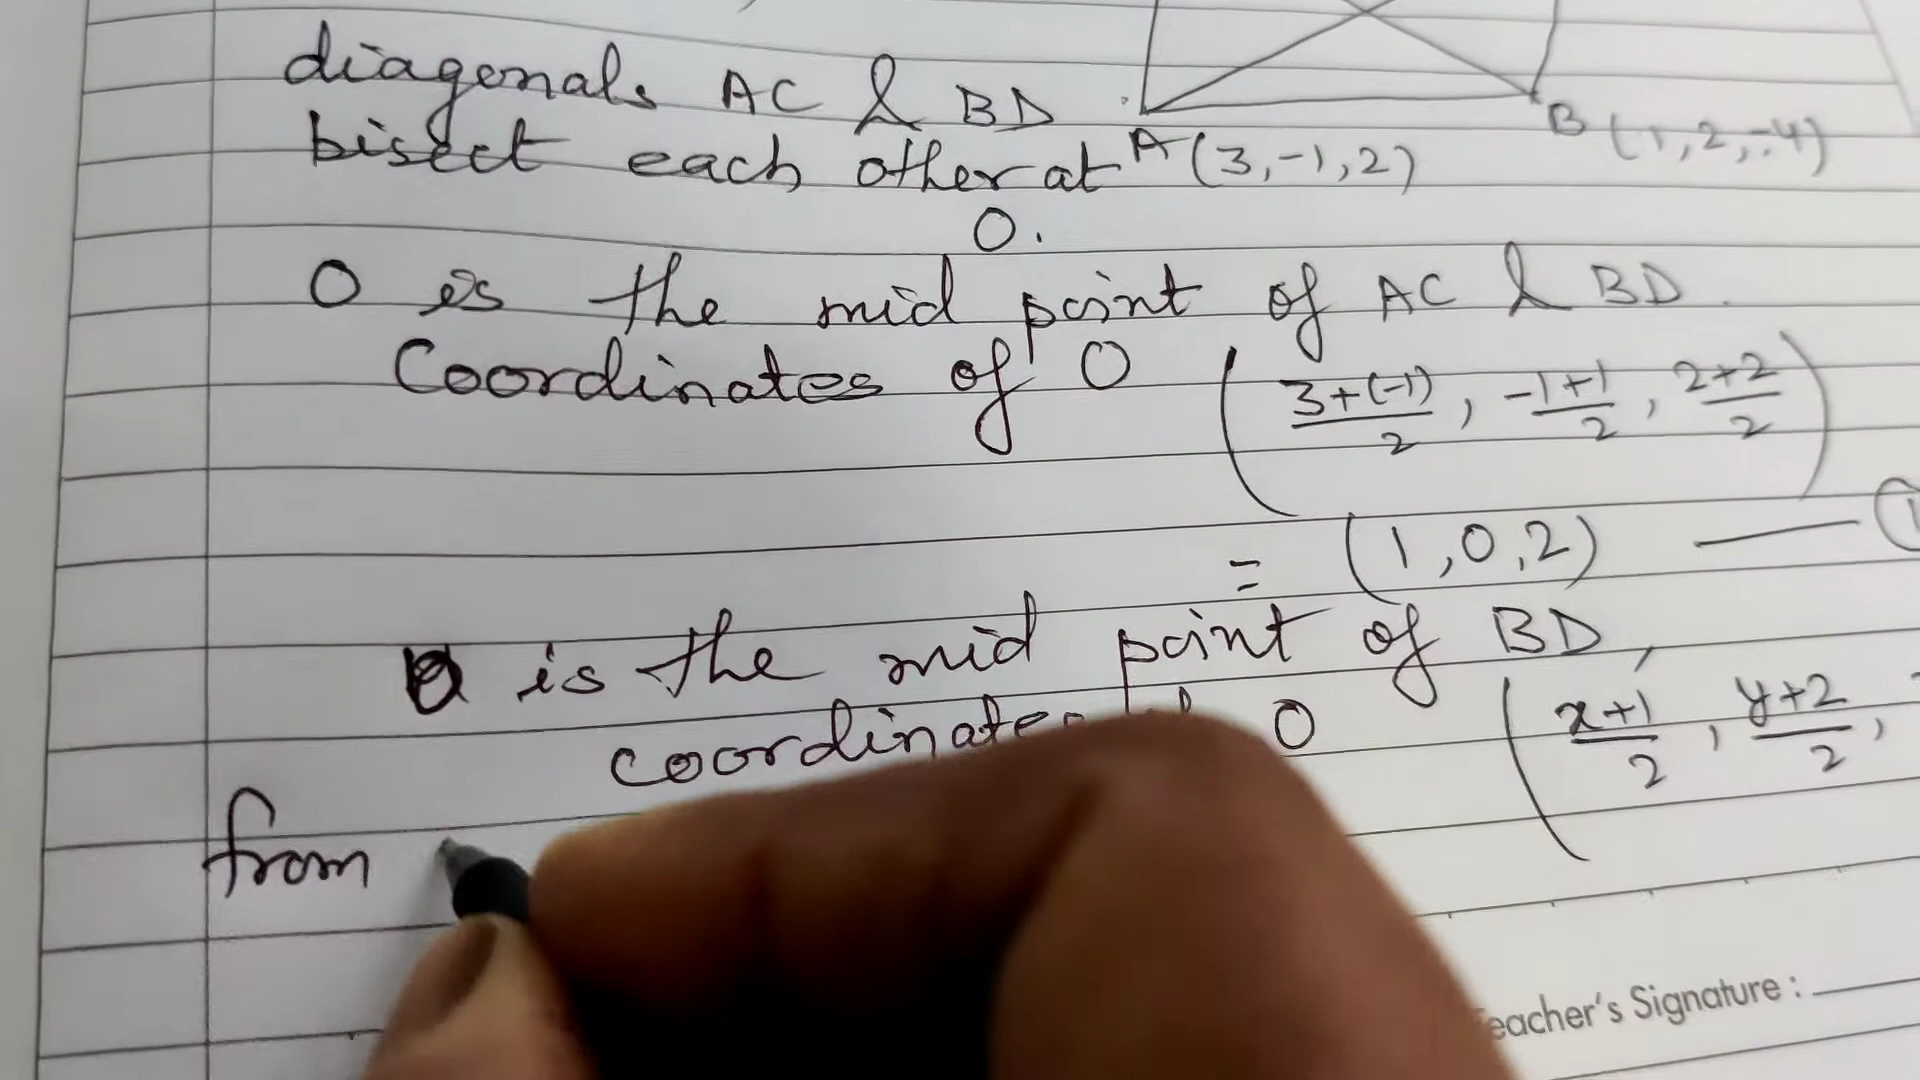 diagonals AC & BD
B (1, 2, -4)
bisect each other at A (3, -1, 2)
O.
O is the mid point of AC & BD.
Coordinates of O ( 3+(-1)/2 , -1+1/2 , 2+2/2 )
= (1, 0, 2) — 1
O is the mid point of BD,
coordinates O ( x+1/2 , y+2/2 ,
from
Teacher's Signature :